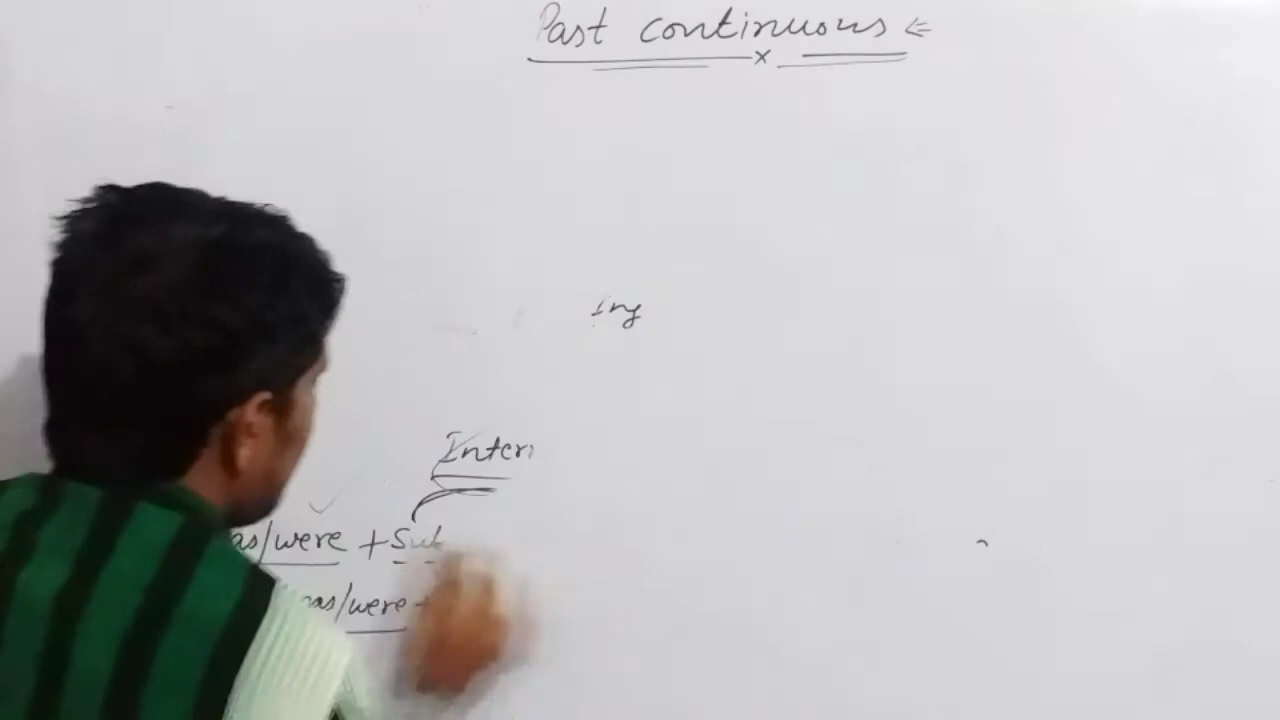 Past continuous
ing
Inter
as/were + Sub
as/were +